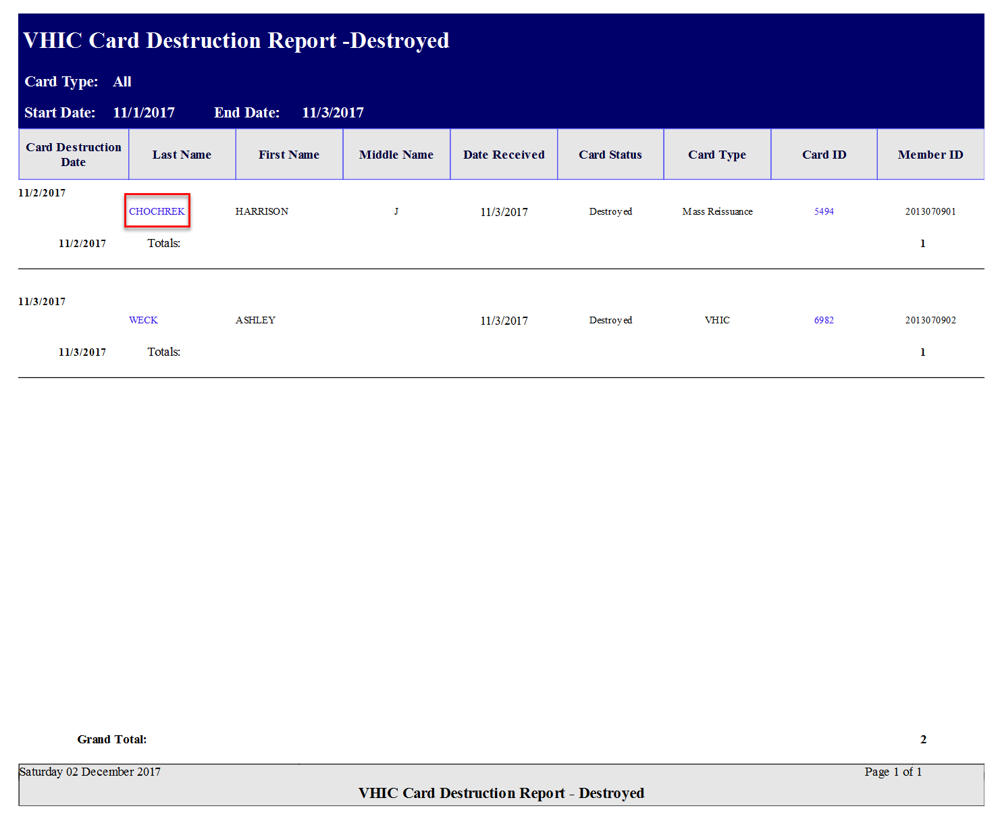 VHIC Card Destruction Report -Destroyed
Card Type: All
Start Date: 11/1/2017 End Date: 11/3/2017
Card Destruction Date Last Name First Name Middle Name Date Received Card Status Card Type Card ID Member ID
11/2/2017
CHOCHREK HARRISON J 11/3/2017 Destroyed Mass Reissuance 5494 2013070901
11/2/2017 Totals: 1
11/3/2017
WECK ASHLEY 11/3/2017 Destroyed VHIC 6982 2013070902
11/3/2017 Totals: 1
Grand Total: 2
Saturday 02 December 2017 Page 1 of 1
VHIC Card Destruction Report - Destroyed